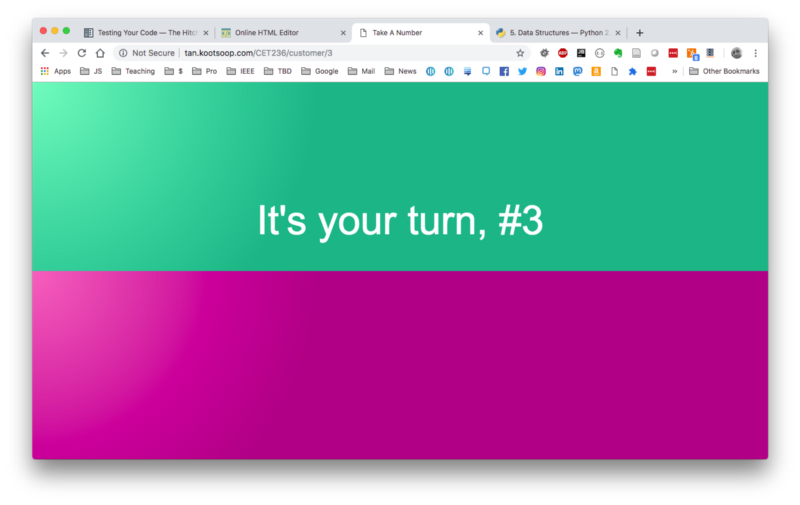 Testing Your Code — The Hitch
Online HTML Editor
Take A Number
5. Data Structures — Python 2
Not Secure
tan.kootsoop.com/CET236/customer/3
Apps
JS
Teaching
$
Pro
IEEE
TBD
Google
Mail
News
Other Bookmarks
It's your turn, #3